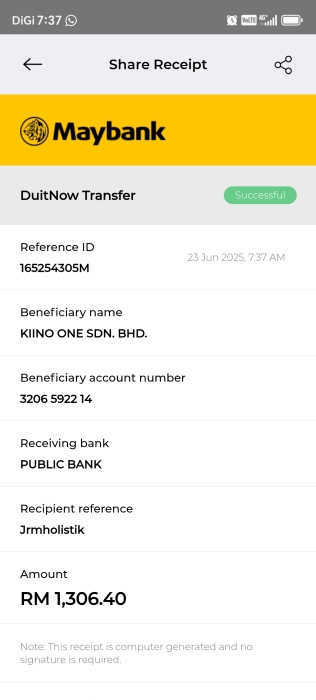 DiGi 7:37
VoLTE 4G+
Share Receipt
Maybank
DuitNow Transfer
Successful
Reference ID
165254305M
23 Jun 2025, 7:37 AM
Beneficiary name
KIINO ONE SDN. BHD.
Beneficiary account number
3206 5922 14
Receiving bank
PUBLIC BANK
Recipient reference
Jrmholistik
Amount
RM 1,306.40
Note: This receipt is computer generated and no
signature is required.